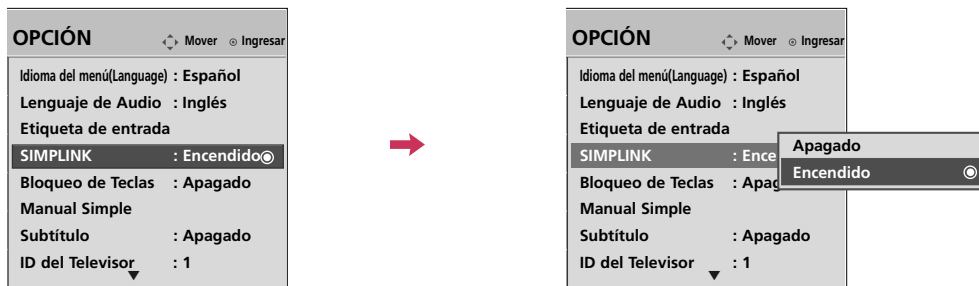 OPCIÓN Mover Ingresar
Idioma del menú(Language) : Español
Lenguaje de Audio : Inglés
Etiqueta de entrada
SIMPLINK : Encendido
Bloqueo de Teclas : Apagado
Manual Simple
Subtítulo : Apagado
ID del Televisor : 1
OPCIÓN Mover Ingresar
Idioma del menú(Language) : Español
Lenguaje de Audio : Inglés
Etiqueta de entrada
SIMPLINK : Ence
Bloqueo de Teclas : Apag
Manual Simple
Subtítulo : Apagado
ID del Televisor : 1
Apagado
Encendido